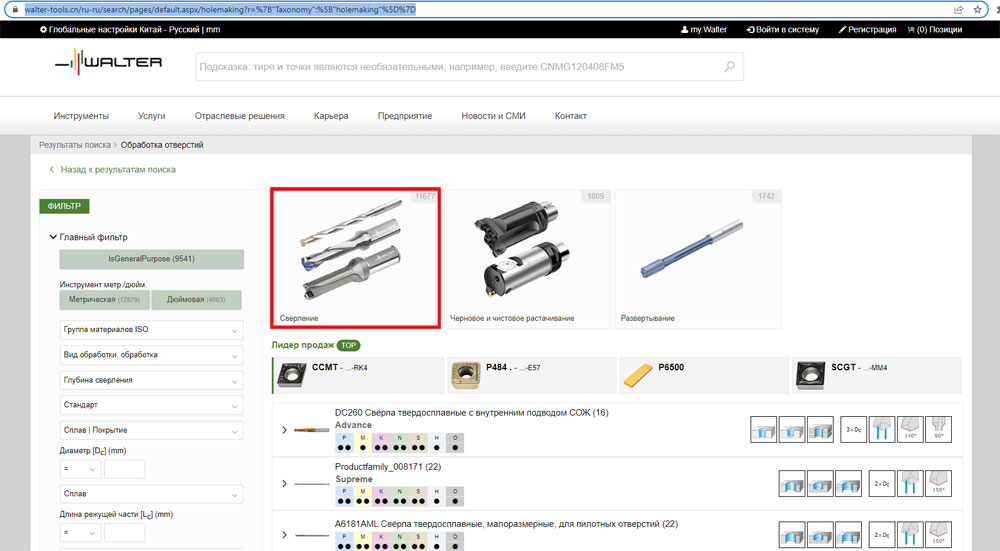 walter-tools.cn/ru-ru/search/pages/default.aspx/holemaking?r=%7B"Taxonomy":%5B"holemaking"%5D%7D
Глобальные настройки Китай - Русский | mm
my.Walter
Войти в систему
Регистрация
(0) Позиции
WALTER
Подсказка: тире и точки являются необязательными, например, введите CNMG120408FM5
Инструменты
Услуги
Отраслевые решения
Карьера
Предприятие
Новости и СМИ
Контакт
Результаты поиска > Обработка отверстий
Назад к результатам поиска
ФИЛЬТР
Главный фильтр
IsGeneralPurpose (9541)
Инструмент метр./дюйм.
Метрическая (12879)
Дюймовая (4963)
Группа материалов ISO
Вид обработки, обработка
Глубина сверления
Стандарт
Сплав | Покрытие
Диаметр [Dc] (mm)
=
Сплав
Длина режущей части [Lc] (mm)
=
11677
Сверление
1809
Черновое и чистовое растачивание
1742
Развертывание
Лидер продаж TOP
CCMT - ...-RK4
P484 . - ...-E57
P6500
SCGT - ...-MM4
DC260 Свёрла твердосплавные с внутренним подводом СОЖ (16)
Advance
P M K N S H O
3×Dc
140°
90°
Productfamily_008171 (22)
Supreme
P M K N S H O
2×Dc
150°
A6181AML Свёрла твердосплавные, малоразмерные, для пилотных отверстий (22)
P M K N S H O
2×Dc
150°